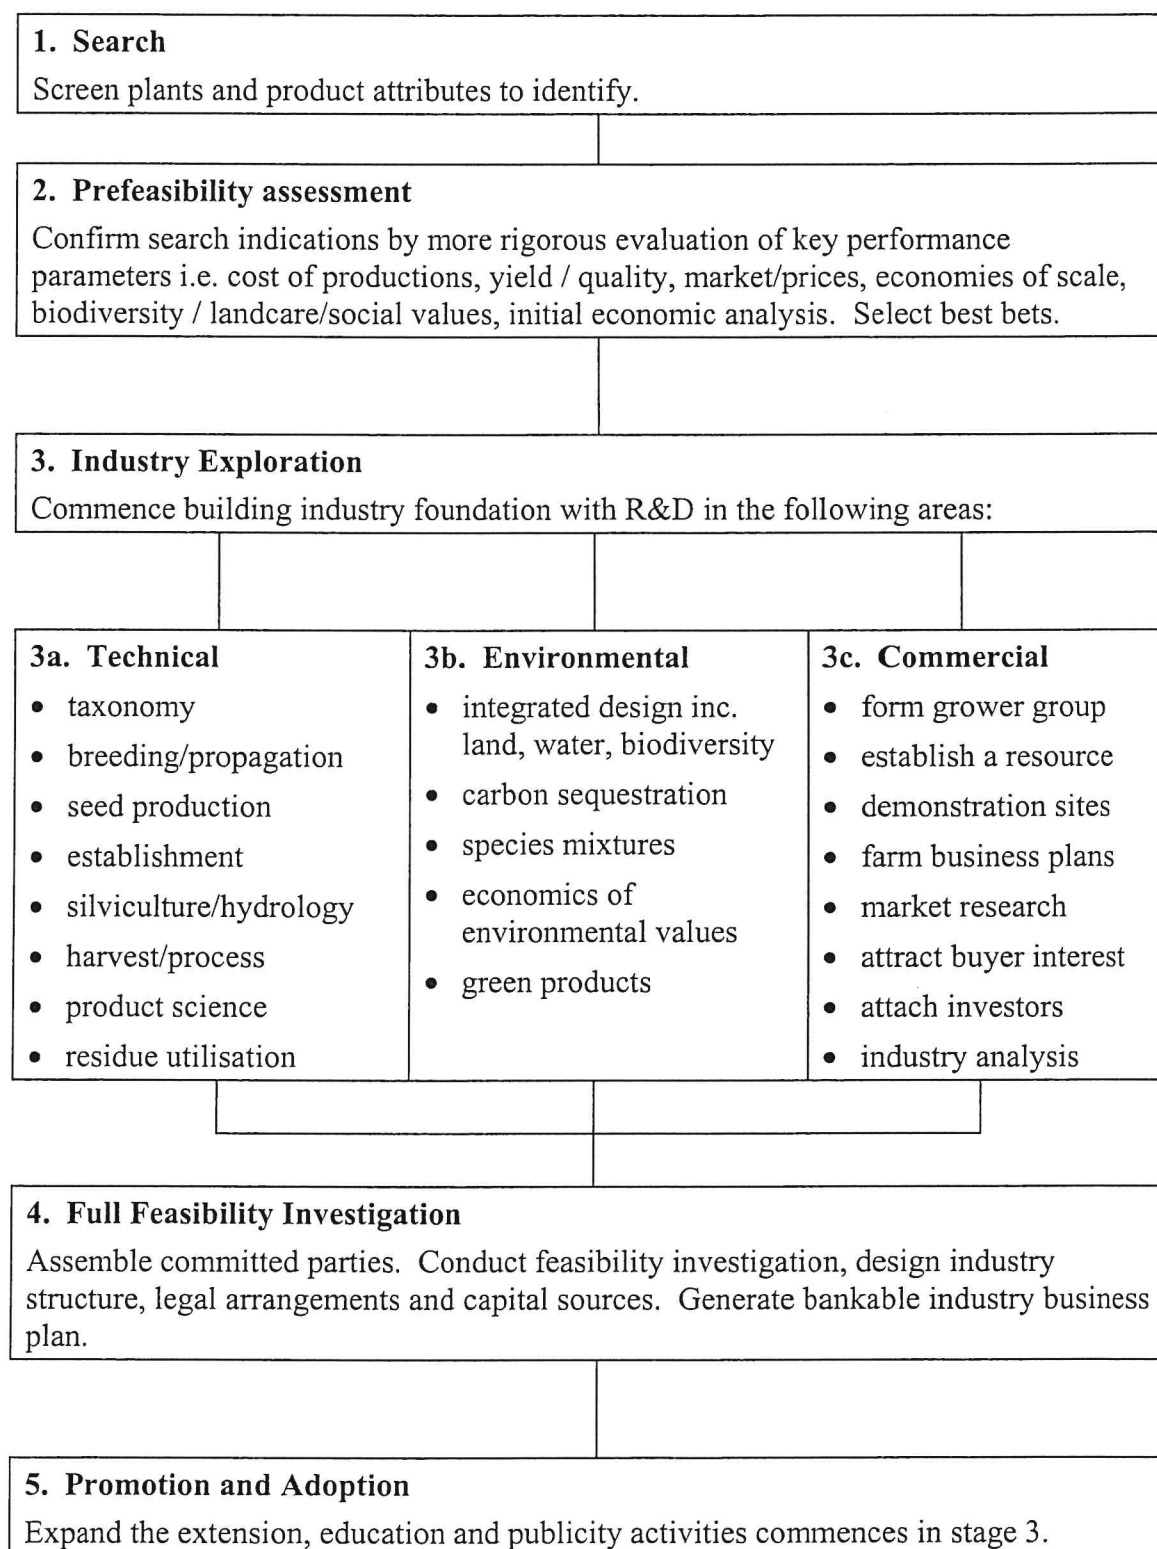 1. Search
Screen plants and product attributes to identify.
2. Prefeasibility assessment
Confirm search indications by more rigorous evaluation of key performance
parameters i.e. cost of productions, yield / quality, market/prices, economies of scale,
biodiversity / landcare/social values, initial economic analysis. Select best bets.
3. Industry Exploration
Commence building industry foundation with R&D in the following areas:
3a. Technical
• taxonomy
• breeding/propagation
• seed production
• establishment
• silviculture/hydrology
• harvest/process
• product science
• residue utilisation
3b. Environmental
• integrated design inc.
land, water, biodiversity
• carbon sequestration
• species mixtures
• economics of
environmental values
• green products
3c. Commercial
• form grower group
• establish a resource
• demonstration sites
• farm business plans
• market research
• attract buyer interest
• attach investors
• industry analysis
4. Full Feasibility Investigation
Assemble committed parties. Conduct feasibility investigation, design industry
structure, legal arrangements and capital sources. Generate bankable industry business
plan.
5. Promotion and Adoption
Expand the extension, education and publicity activities commences in stage 3.